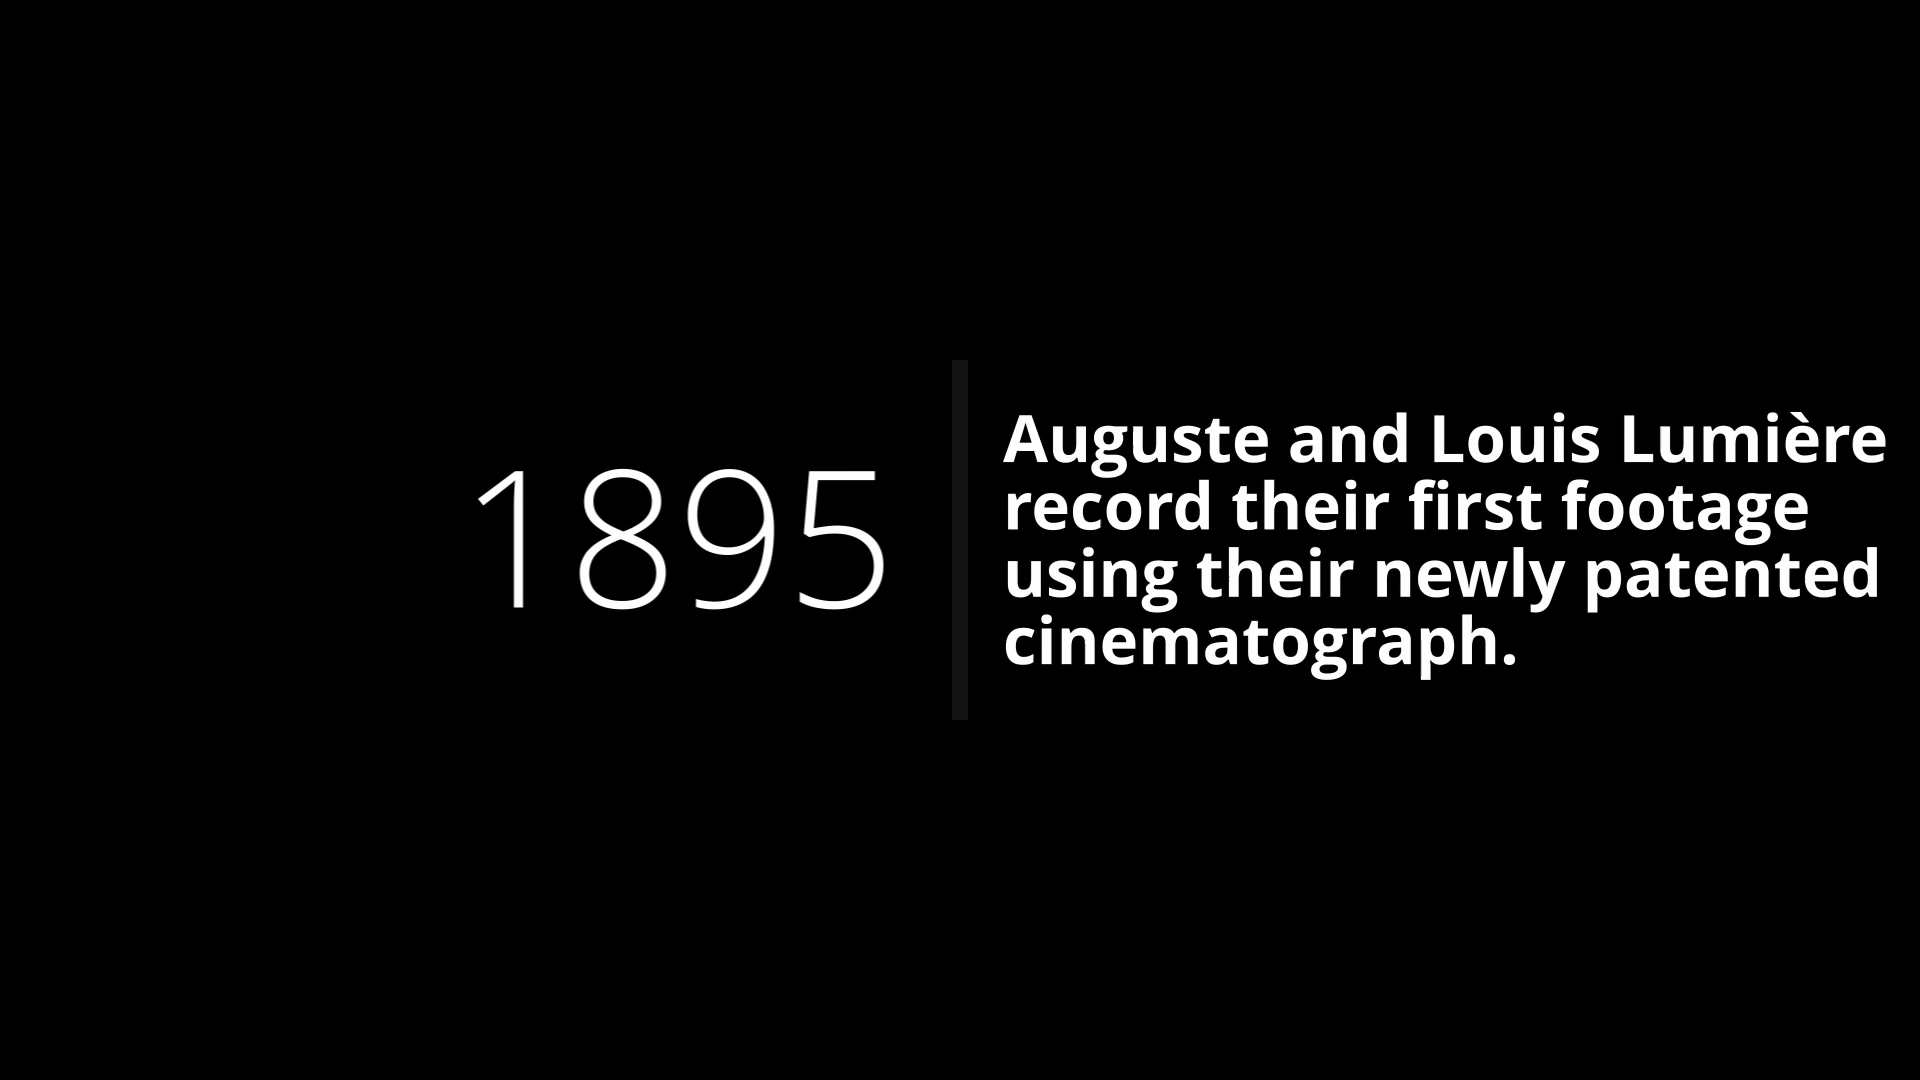 1895
Auguste and Louis Lumière
record their first footage
using their newly patented
cinematograph.